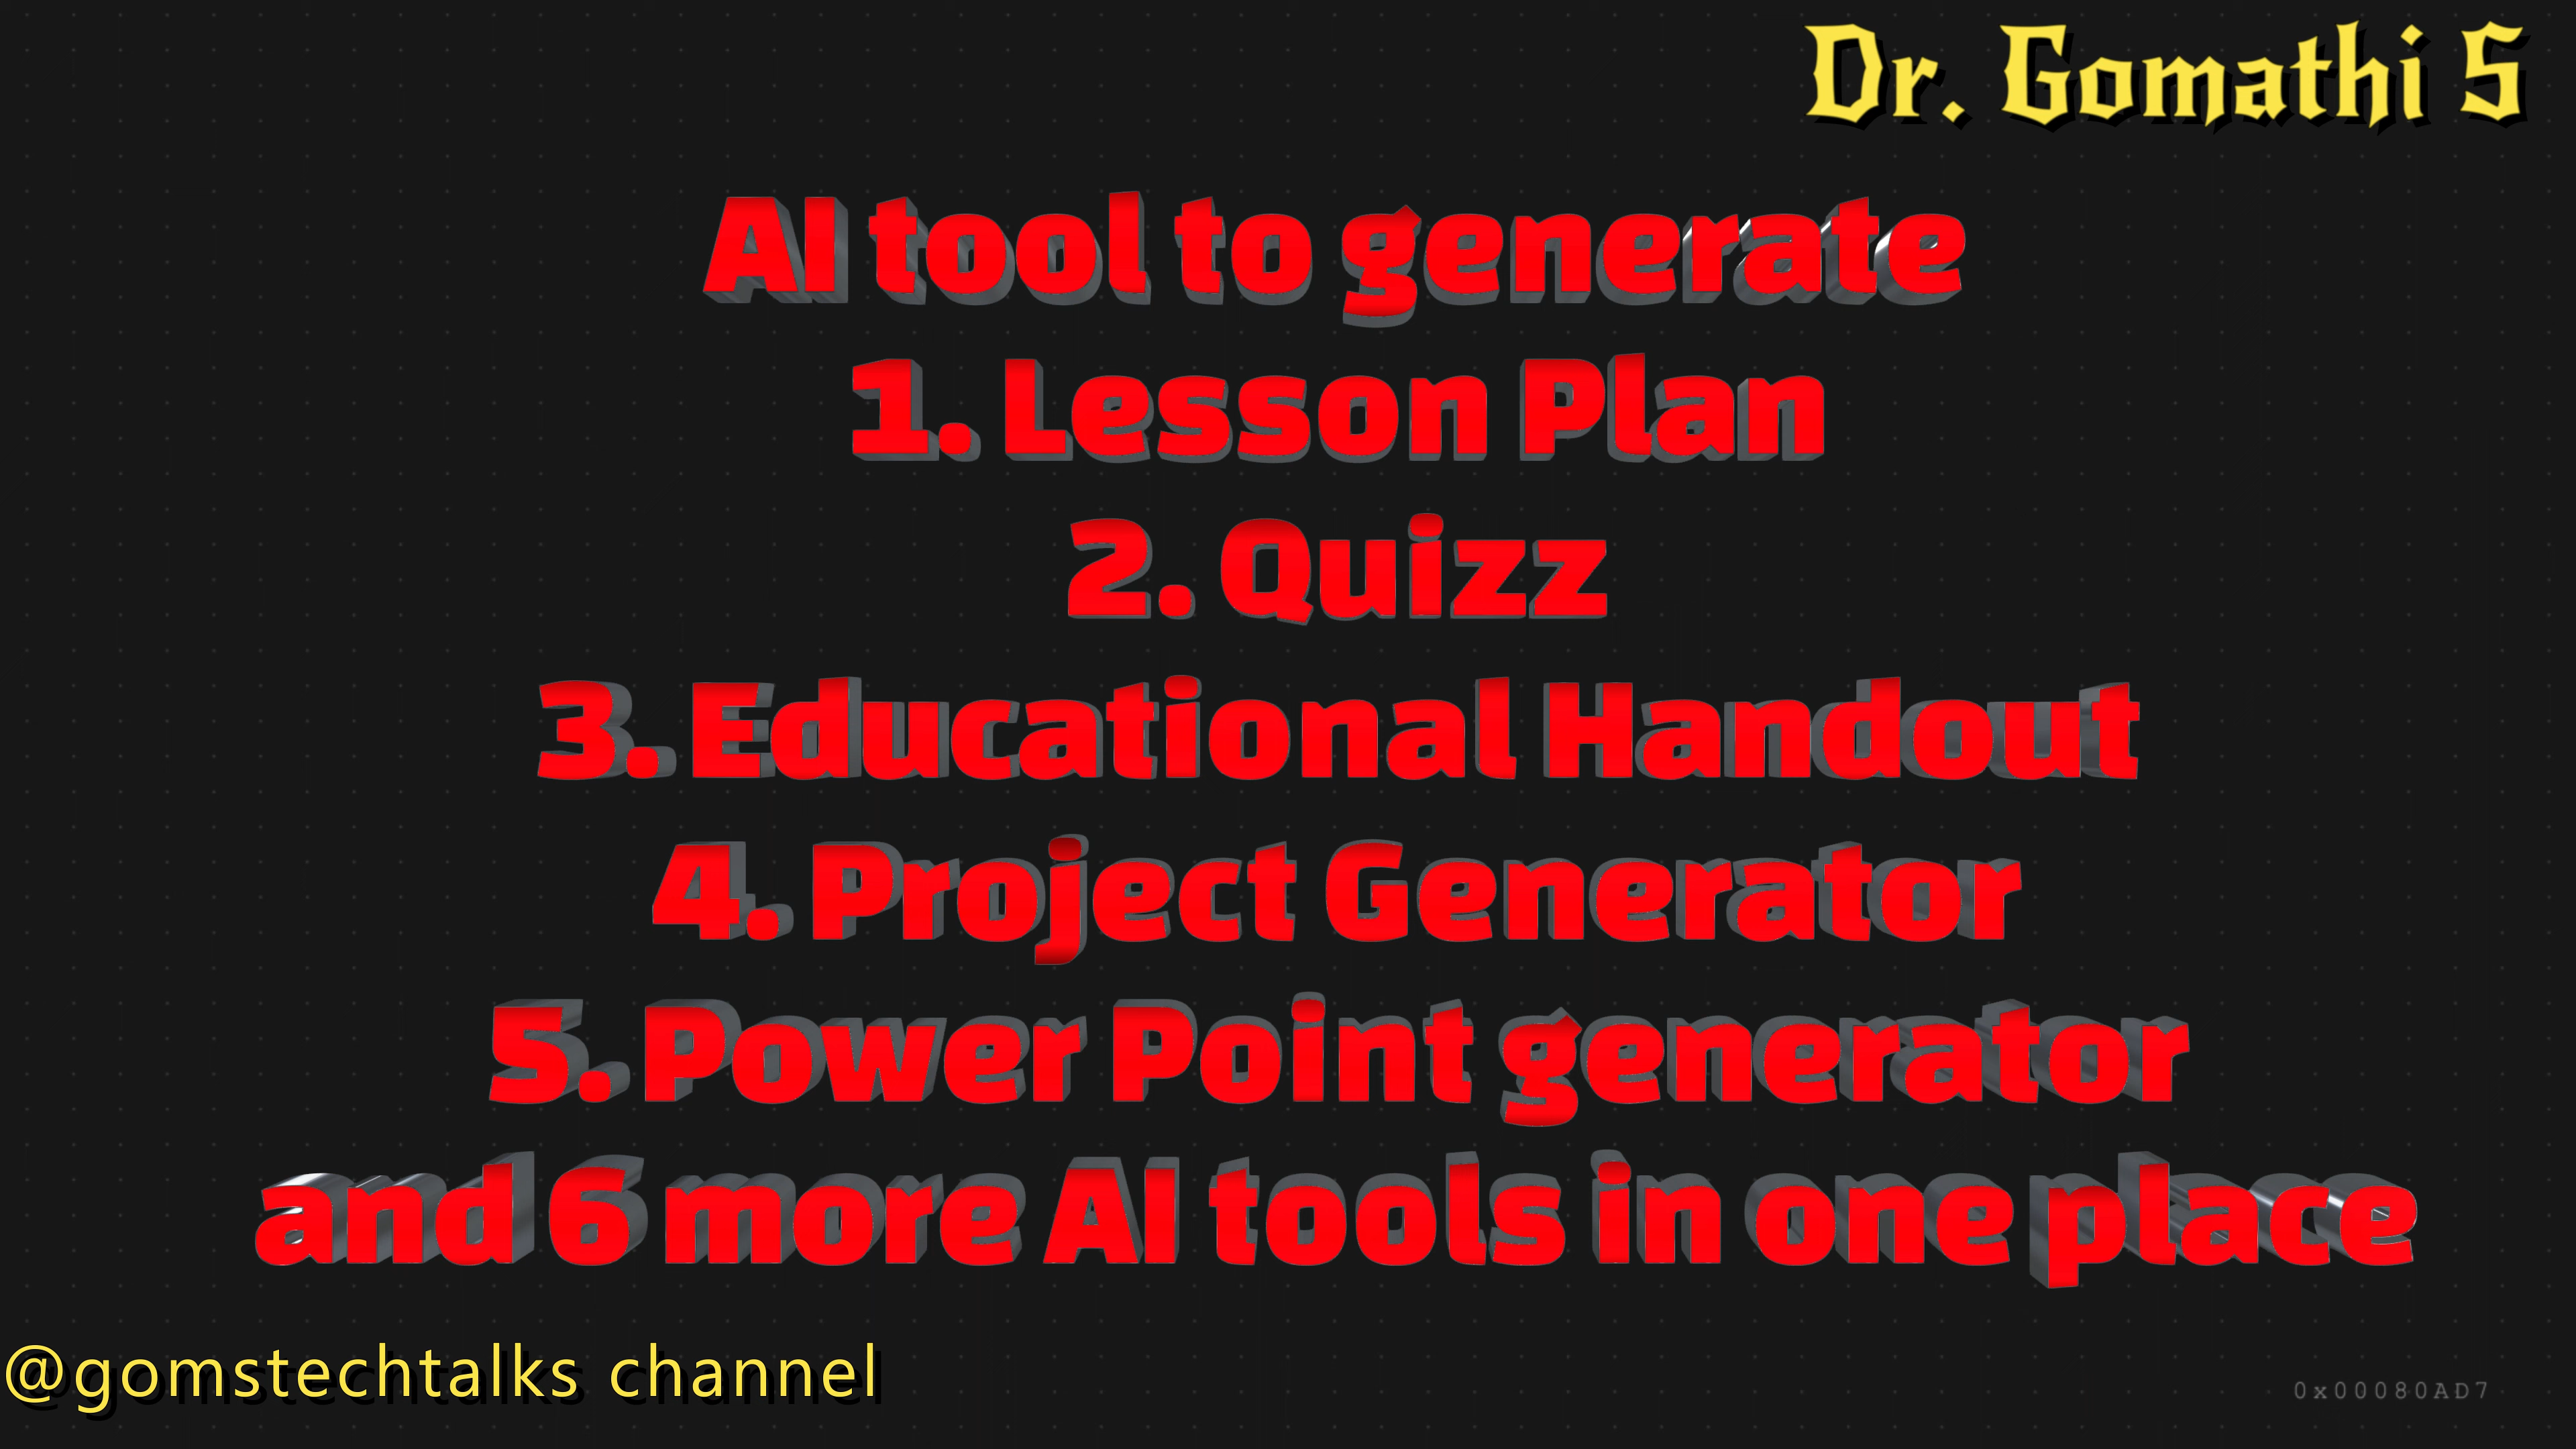 Dr. Gomathi S
AI tool to generate
1. Lesson Plan
2. Quizz
3. Educational Handout
4. Project Generator
5. Power Point generator
and 6 more AI tools in one place
@gomstechtalks channel
0x00080AD7